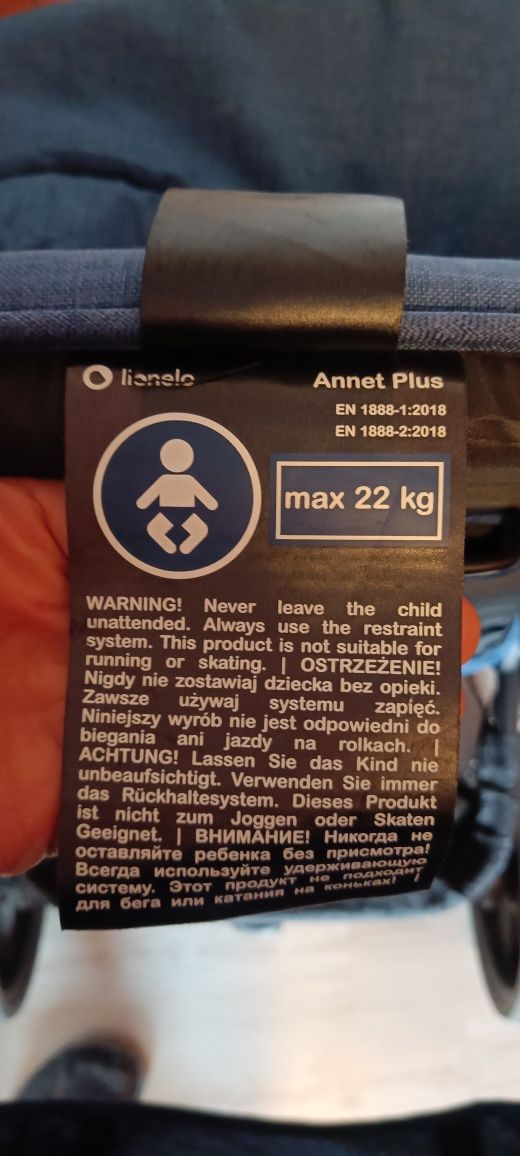 lionelo
Annet Plus
EN 1888-1:2018
EN 1888-2:2018
max 22 kg
WARNING! Never leave the child
unattended. Always use the restraint
system. This product is not suitable for
running or skating. | OSTRZEŻENIE!
Nigdy nie zostawiaj dziecka bez opieki.
Zawsze używaj systemu zapięć.
Niniejszy wyrób nie jest odpowiedni do
biegania ani jazdy na rolkach. |
ACHTUNG! Lassen Sie das Kind nie
unbeaufsichtigt. Verwenden Sie immer
das Rückhaltesystem. Dieses Produkt
ist nicht zum Joggen oder Skaten
Geeignet. | ВНИМАНИЕ! Никогда не
оставляйте ребенка без присмотра!
Всегда используйте удерживающую
систему. Этот продукт не подходит
для бега или катания на коньках! |